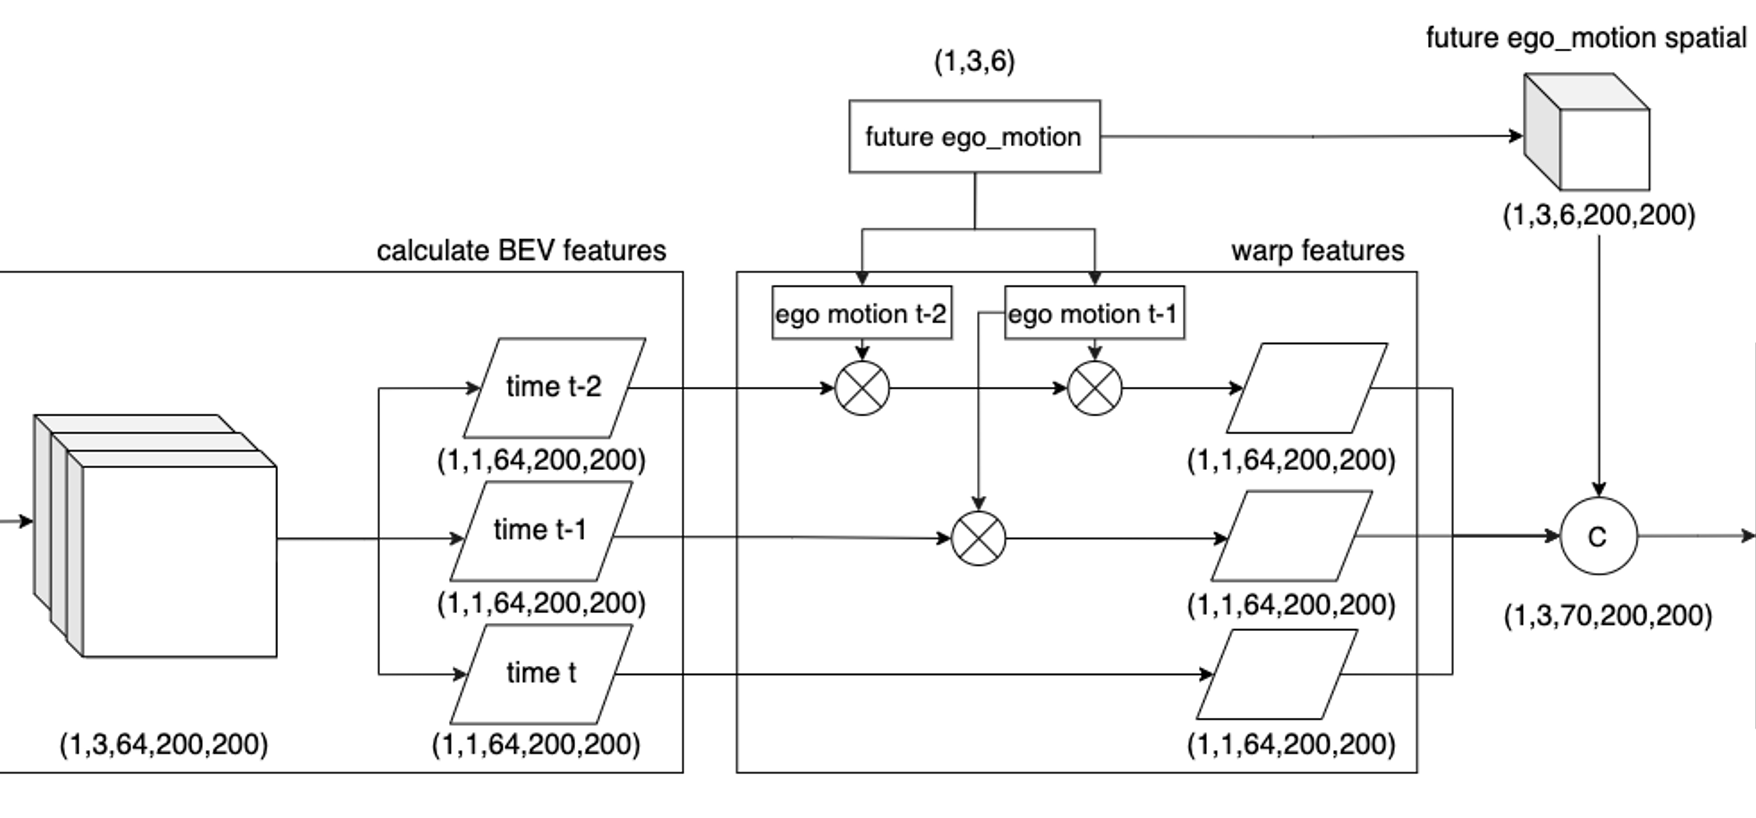 future ego_motion spatial
(1,3,6)
future ego_motion
(1,3,6,200,200)
calculate BEV features
warp features
ego motion t-2
ego motion t-1
time t-2
(1,1,64,200,200)
(1,1,64,200,200)
time t-1
C
(1,1,64,200,200)
(1,1,64,200,200)
(1,3,70,200,200)
time t
(1,3,64,200,200)
(1,1,64,200,200)
(1,1,64,200,200)